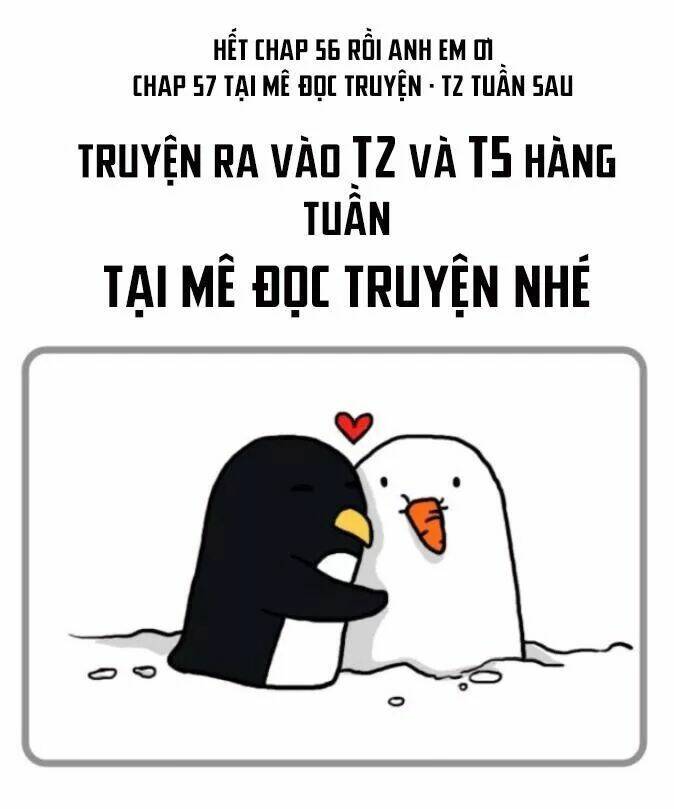 HẾT CHAP 56 RỒI ANH EM ƠI
CHAP 57 TẠI MÊ ĐỌC TRUYỆN - T2 TUẦN SAU
TRUYỆN RA VÀO T2 VÀ T5 HÀNG
TUẦN
TẠI MÊ ĐỌC TRUYỆN NHÉ